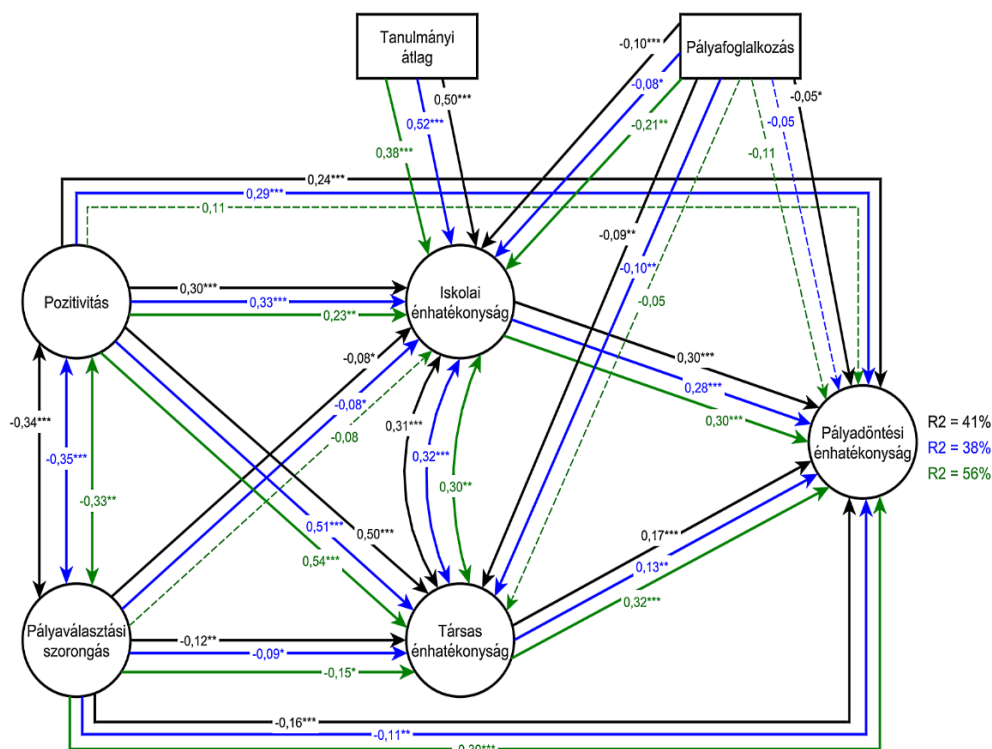 Tanulmányi
átlag
Pályafoglalkozás
-0,10***
-0,08*
-0,21**
0,50***
0,52***
0,38***
-0,05*
-0,05
-0,11
0,24***
0,29***
0,11
-0,09**
-0,10**
-0,05
Pozitivitás
0,30***
0,33***
0,23**
Iskolai
énhatékonyság
-0,08*
-0,08*
-0,08
0,30***
0,28***
0,30***
-0,34***
-0,35***
-0,33**
0,31***
0,32***
0,30**
Pályadöntési
énhatékonyság
R2 = 41%
R2 = 38%
R2 = 56%
0,50***
0,51***
0,54***
0,17***
0,13**
0,32***
Pályaválasztási
szorongás
-0,12**
-0,09*
-0,15*
Társas
énhatékonyság
-0,16***
-0,11**